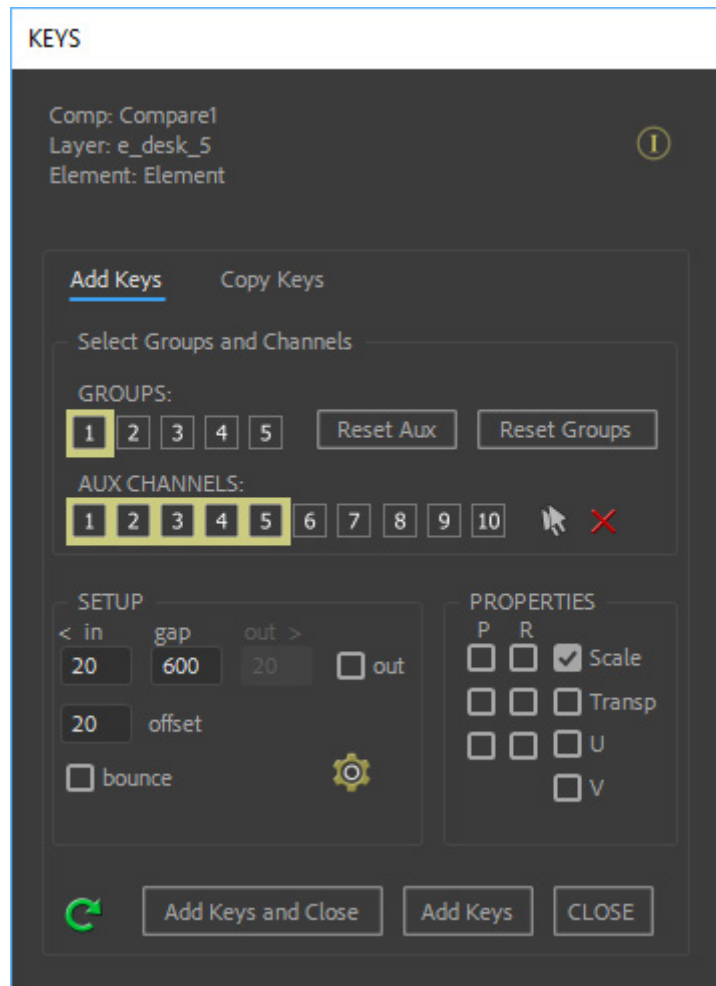 KEYS
Comp: Compare1
Layer: e_desk_5
Element: Element
I
Add Keys Copy Keys
Select Groups and Channels
GROUPS:
1 2 3 4 5 Reset Aux Reset Groups
AUX CHANNELS:
1 2 3 4 5 6 7 8 9 10
SETUP PROPERTIES
< in gap out > P R
20 600 20 out Scale
20 offset Transp
U
bounce V
Add Keys and Close Add Keys CLOSE